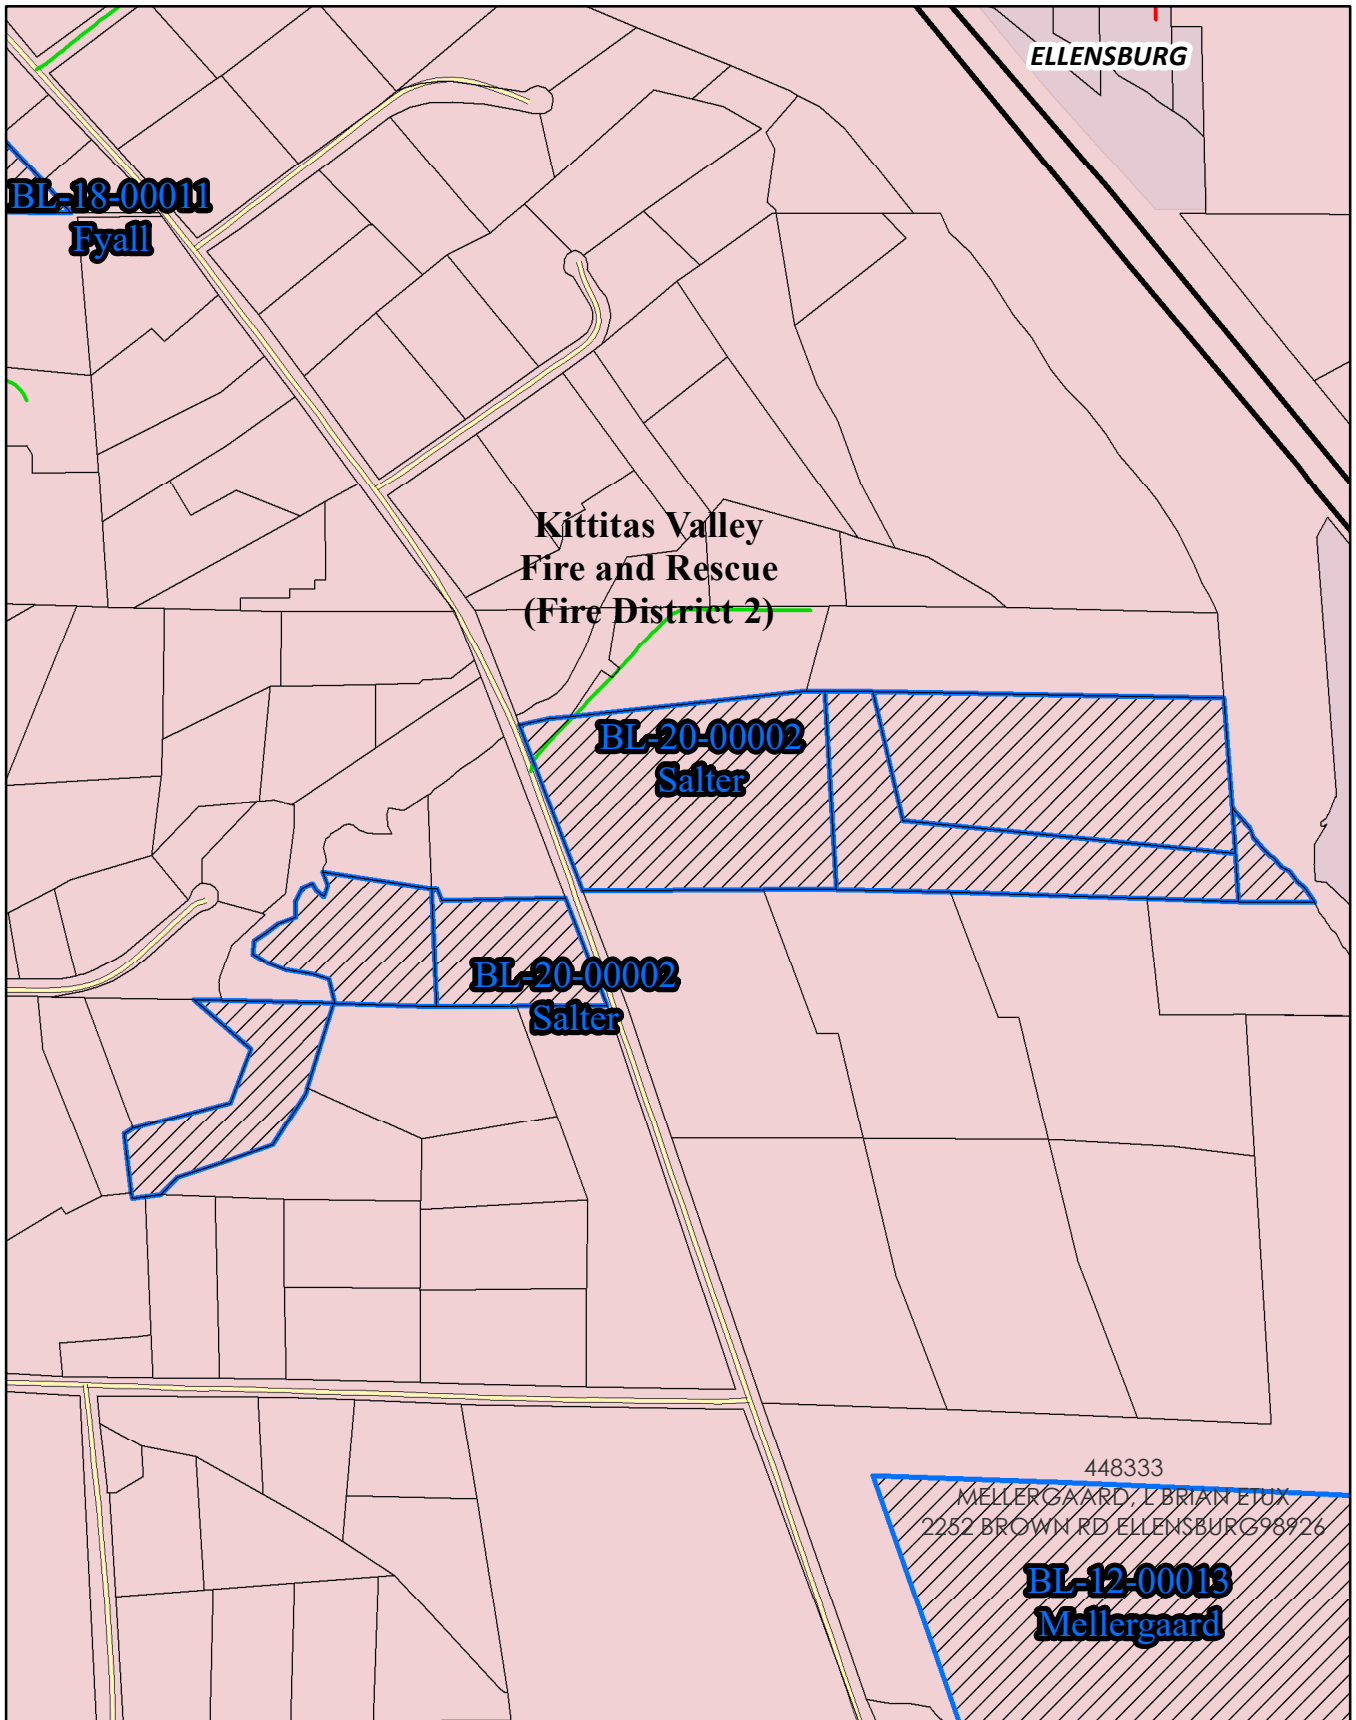 ELLENSBURG
BL-18-00011
Fyall
Kittitas Valley
Fire and Rescue
(Fire District 2)
BL-20-00002
Salter
BL-20-00002
Salter
448333
MELLERGAARD, L BRIAN ETUX
2252 BROWN RD ELLENSBURG98926
BL-12-00013
Mellergaard